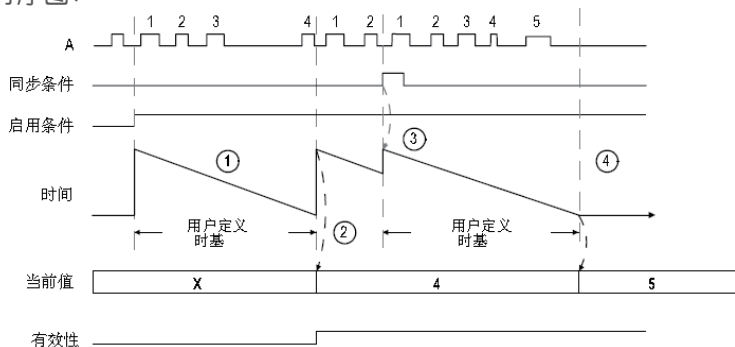 1 2 3 4 1 2 1 2 3 4 5
A
同步条件
启用条件
① ③ ④
时间
用户定义 时基
②
用户定义 时基
当前值 X 4 5
有效性